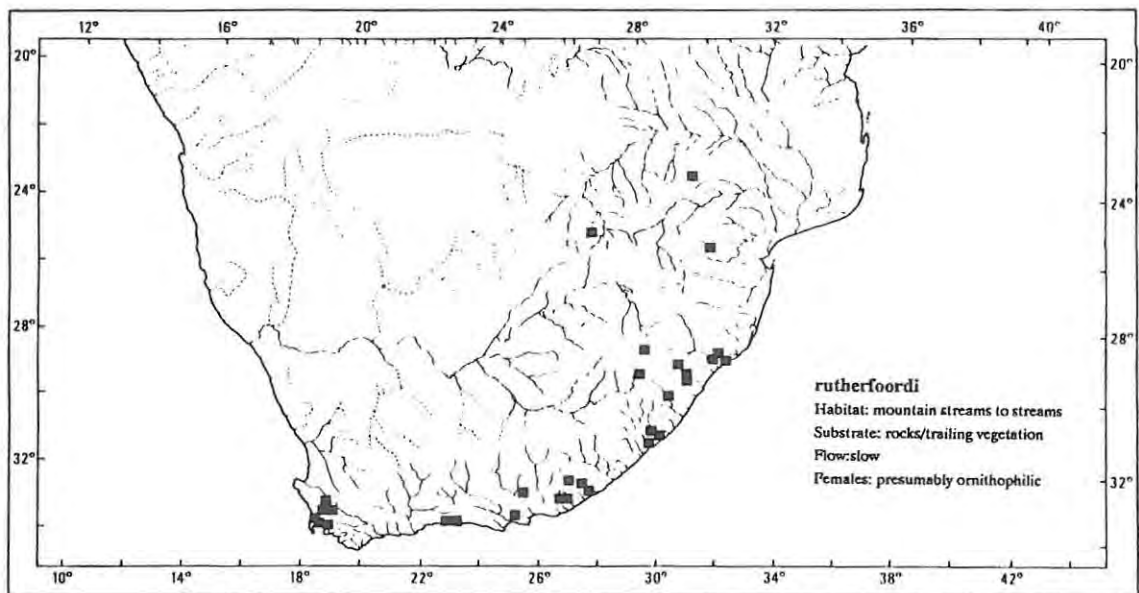 12° 16° 20° 24° 28° 32° 36° 40°
20° 20°
24° 24°
28° 28°
32° 32°
rutherfoordi
Habitat: mountain streams to streams
Substrate: rocks/trailing vegetation
Flow:slow
Females: presumably ornithophilic
10° 14° 18° 22° 26° 30° 34° 38° 42°